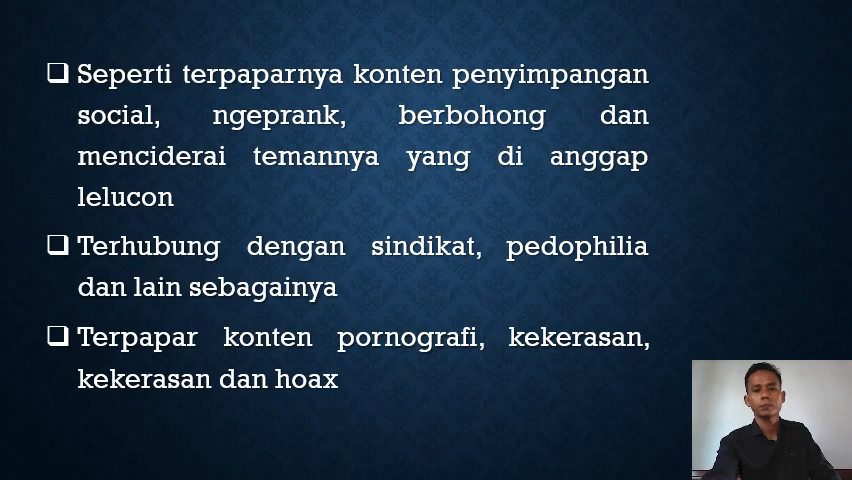 Seperti terpaparnya konten penyimpangan
social, ngeprank, berbohong dan
menciderai temannya yang di anggap
lelucon
Terhubung dengan sindikat, pedophilia
dan lain sebagainya
Terpapar konten pornografi, kekerasan,
kekerasan dan hoax